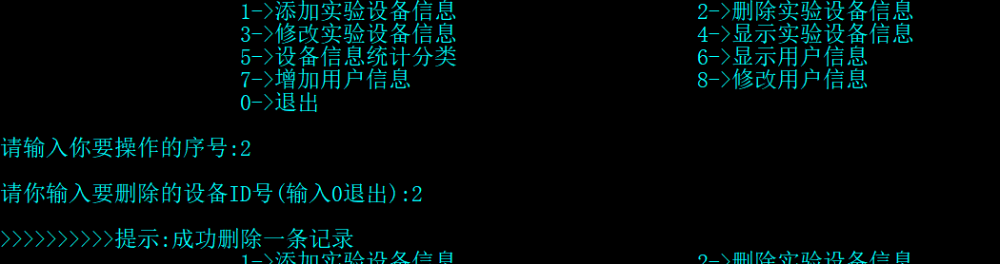 1->添加实验设备信息 2->删除实验设备信息
3->修改实验设备信息 4->显示实验设备信息
5->设备信息统计分类 6->显示用户信息
7->增加用户信息 8->修改用户信息
0->退出
请输入你要操作的序号:2
请你输入要删除的设备ID号(输入0退出):2
>>>>>>>>>>提示:成功删除一条记录
1->添加实验设备信息 2->删除实验设备信息